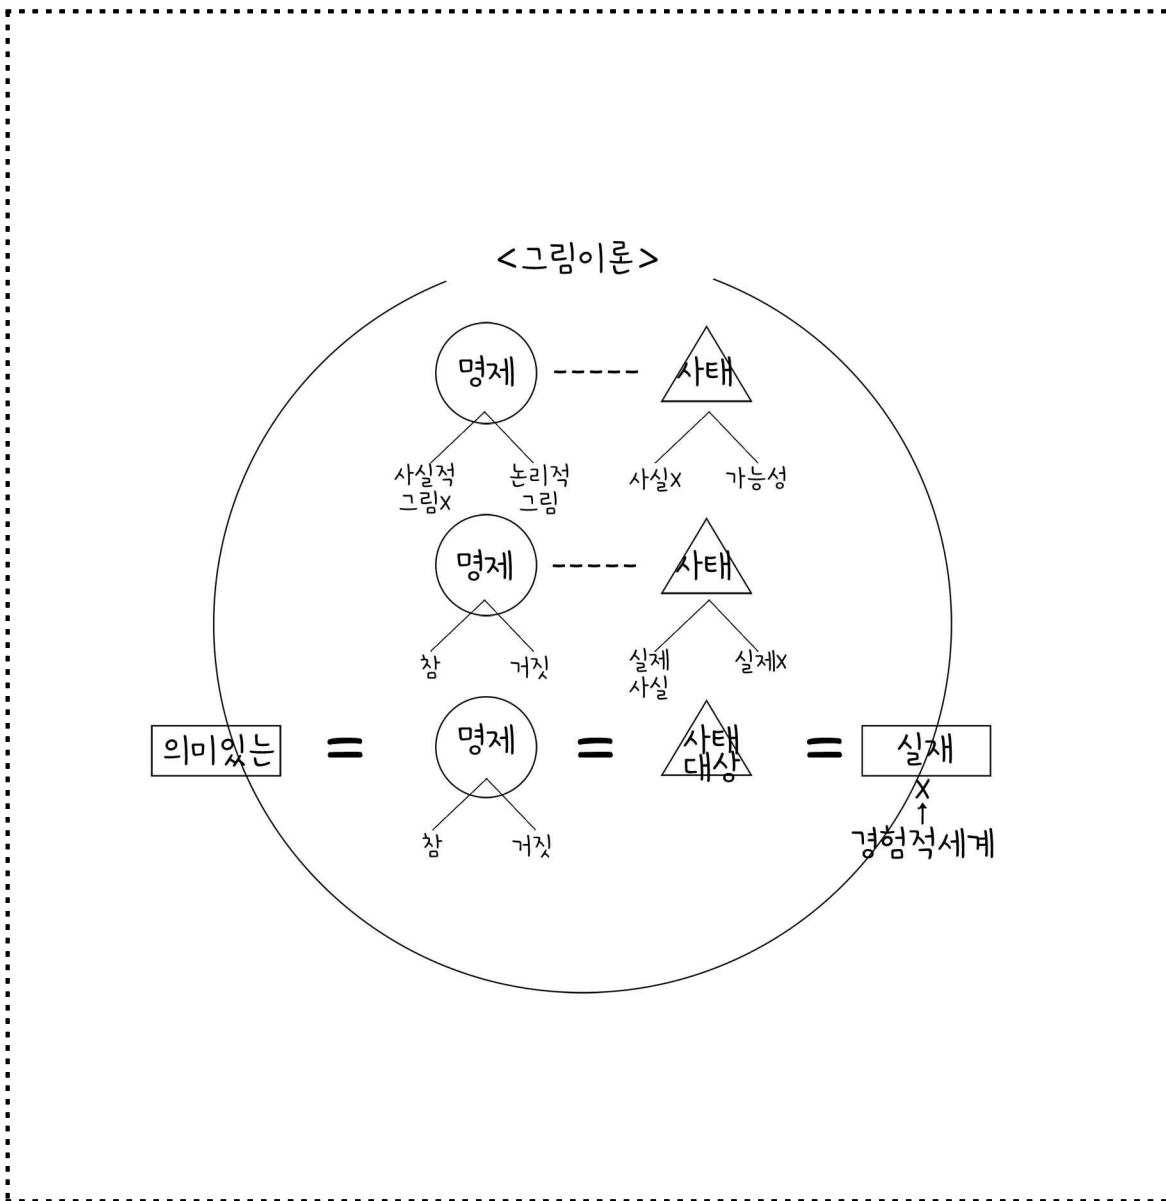 <그림이론>
명제 ----- 사태
사실적 논리적 사실x 가능성
그림x 그림
명제 ----- 사태
참 거짓 실제 실제x
사실
의미있는 = 명제 = 사태 = 실재
대상
x
↑
참 거짓 경험적세계